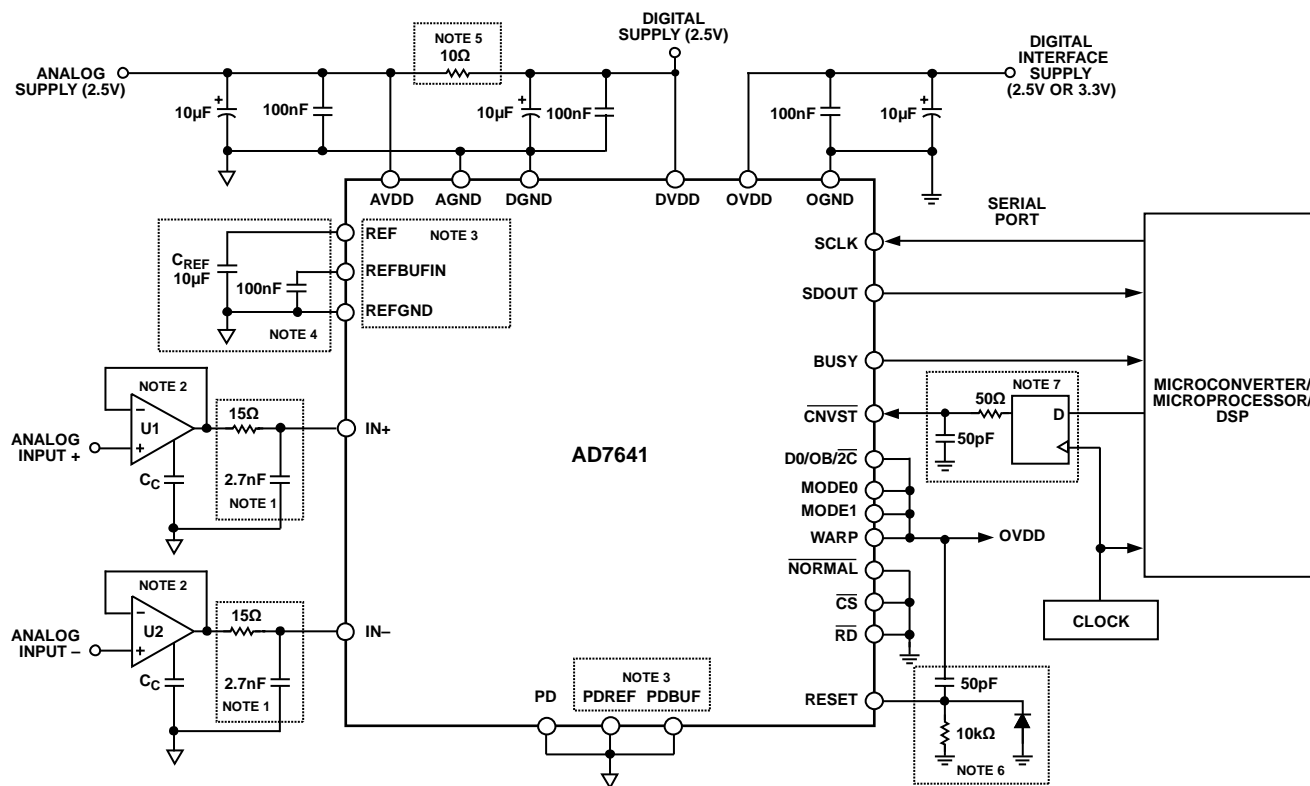 ANALOG
SUPPLY (2.5V)
NOTE 5
10Ω
DIGITAL
SUPPLY (2.5V)
DIGITAL
INTERFACE
SUPPLY
(2.5V OR 3.3V)
10µF
+
100nF
10µF
+
100nF
100nF
10µF
+
AVDD
AGND
DGND
DVDD
OVDD
OGND
CREF
10µF
100nF
NOTE 4
REF
REFBUFIN
REFGND
NOTE 3
NOTE 2
−
U1
+
ANALOG
INPUT +
CC
15Ω
2.7nF
NOTE 1
IN+
NOTE 2
−
U2
+
ANALOG
INPUT –
CC
15Ω
2.7nF
NOTE 1
IN–
AD7641
SERIAL
PORT
SCLK
SDOUT
BUSY
CNVST
D0/OB/2C
MODE0
MODE1
WARP
NORMAL
CS
RD
RESET
NOTE 7
50Ω
50pF
D
OVDD
MICROCONVERTER/
MICROPROCESSOR/
DSP
CLOCK
50pF
10kΩ
NOTE 6
NOTE 3
PD
PDREF
PDBUF